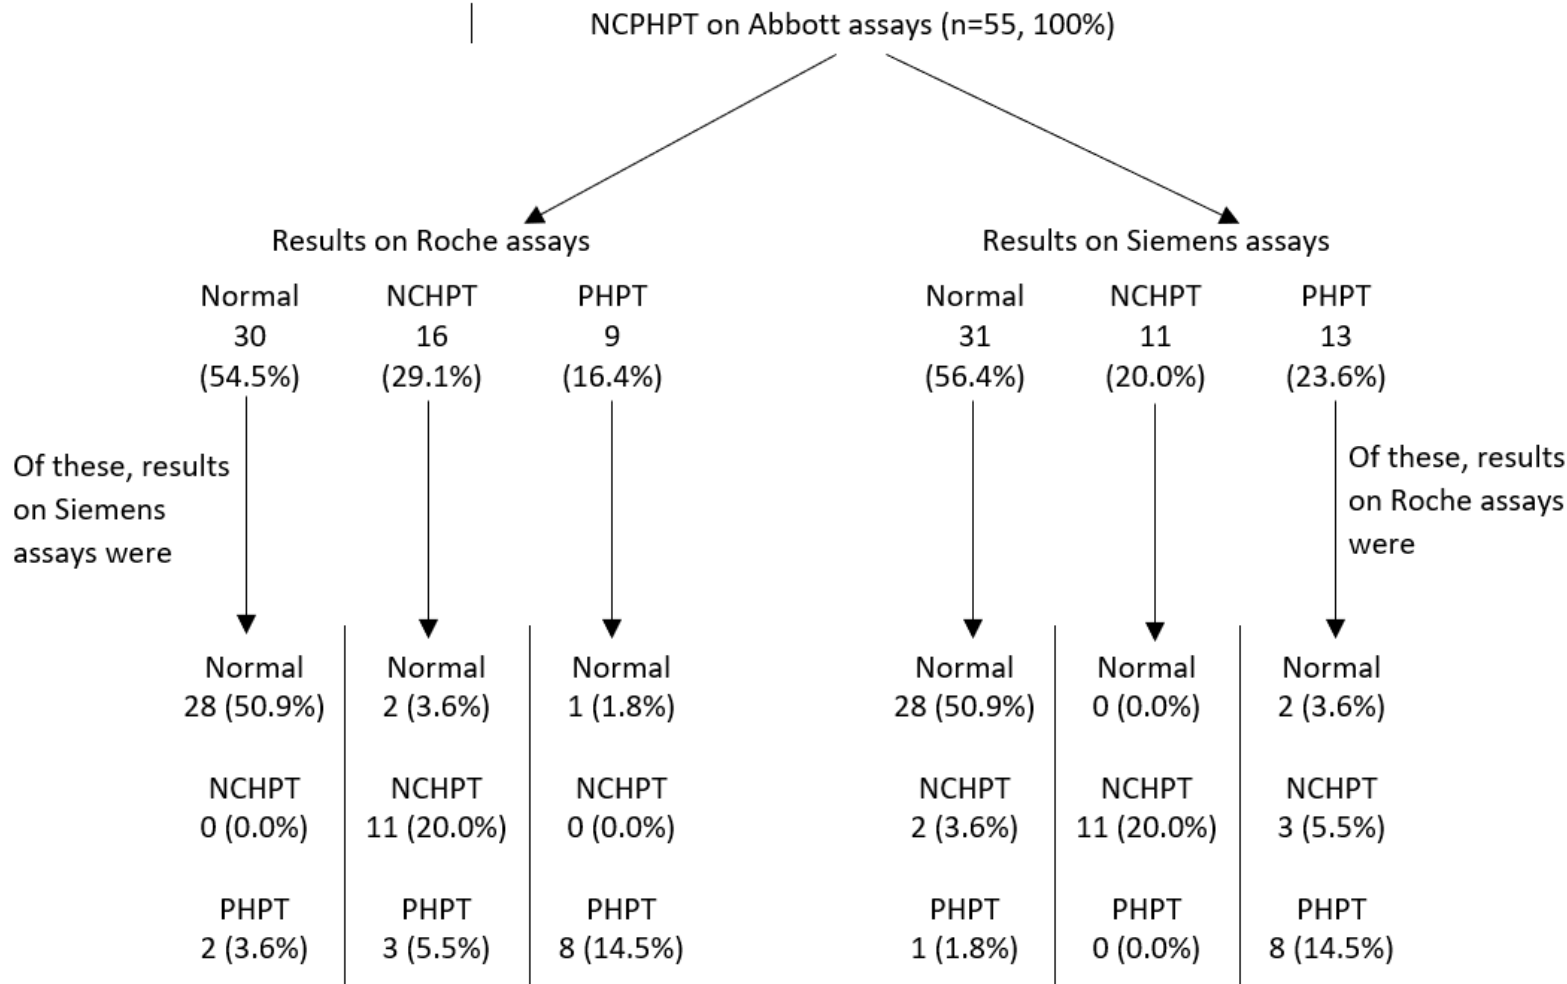 NCPHPT on Abbott assays (n=55, 100%)
Results on Roche assays
Normal NCHPT PHPT
30 16 9
(54.5%) (29.1%) (16.4%)
Of these, results
on Siemens
assays were
Normal Normal Normal
28 (50.9%) 2 (3.6%) 1 (1.8%)
NCHPT NCHPT NCHPT
0 (0.0%) 11 (20.0%) 0 (0.0%)
PHPT PHPT PHPT
2 (3.6%) 3 (5.5%) 8 (14.5%)
Results on Siemens assays
Normal NCHPT PHPT
31 11 13
(56.4%) (20.0%) (23.6%)
Of these, results
on Roche assays
were
Normal Normal Normal
28 (50.9%) 0 (0.0%) 2 (3.6%)
NCHPT NCHPT NCHPT
2 (3.6%) 11 (20.0%) 3 (5.5%)
PHPT PHPT PHPT
1 (1.8%) 0 (0.0%) 8 (14.5%)